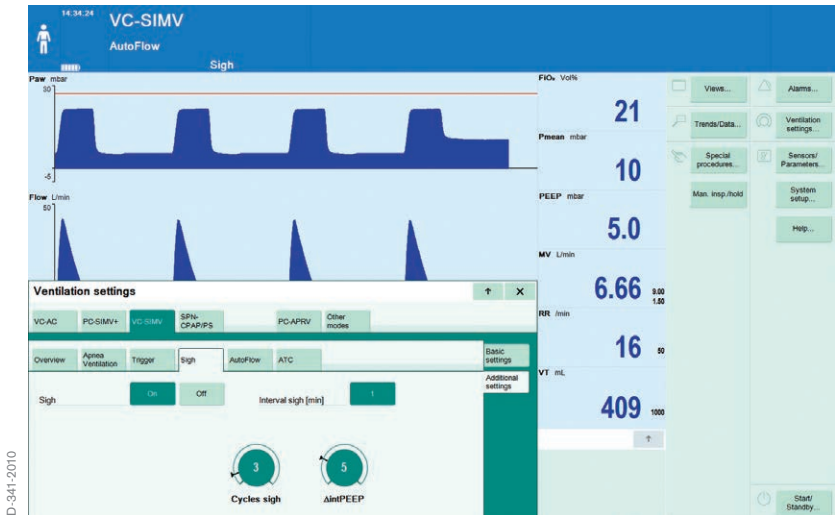 14:34:24
VC-SIMV
AutoFlow
Sigh
Paw mbar
30
-5
Flow L/min
50
FiO₂ Vol%
21
Pmean mbar
10
PEEP mbar
5.0
MV L/min
6.66 9.00
1.50
RR /min
16 50
VT mL
409 1000
Views...
Alarms...
Trends/Data...
Ventilation
settings...
Special
procedures...
Sensors/
Parameters...
Man. insp./hold
System
setup...
Help...
Start/
Standby...
Ventilation settings
VC-AC
PC-SIMV+
VC-SIMV
SPN-
CPAP/PS
PC-APRV
Other
modes
Overview
Apnea
Ventilation
Trigger
Sigh
AutoFlow
ATC
Basic
settings
Additional
settings
Sigh
On
Off
Interval sigh [min]
1
3
5
Cycles sigh
ΔintPEEP
D-341-2010